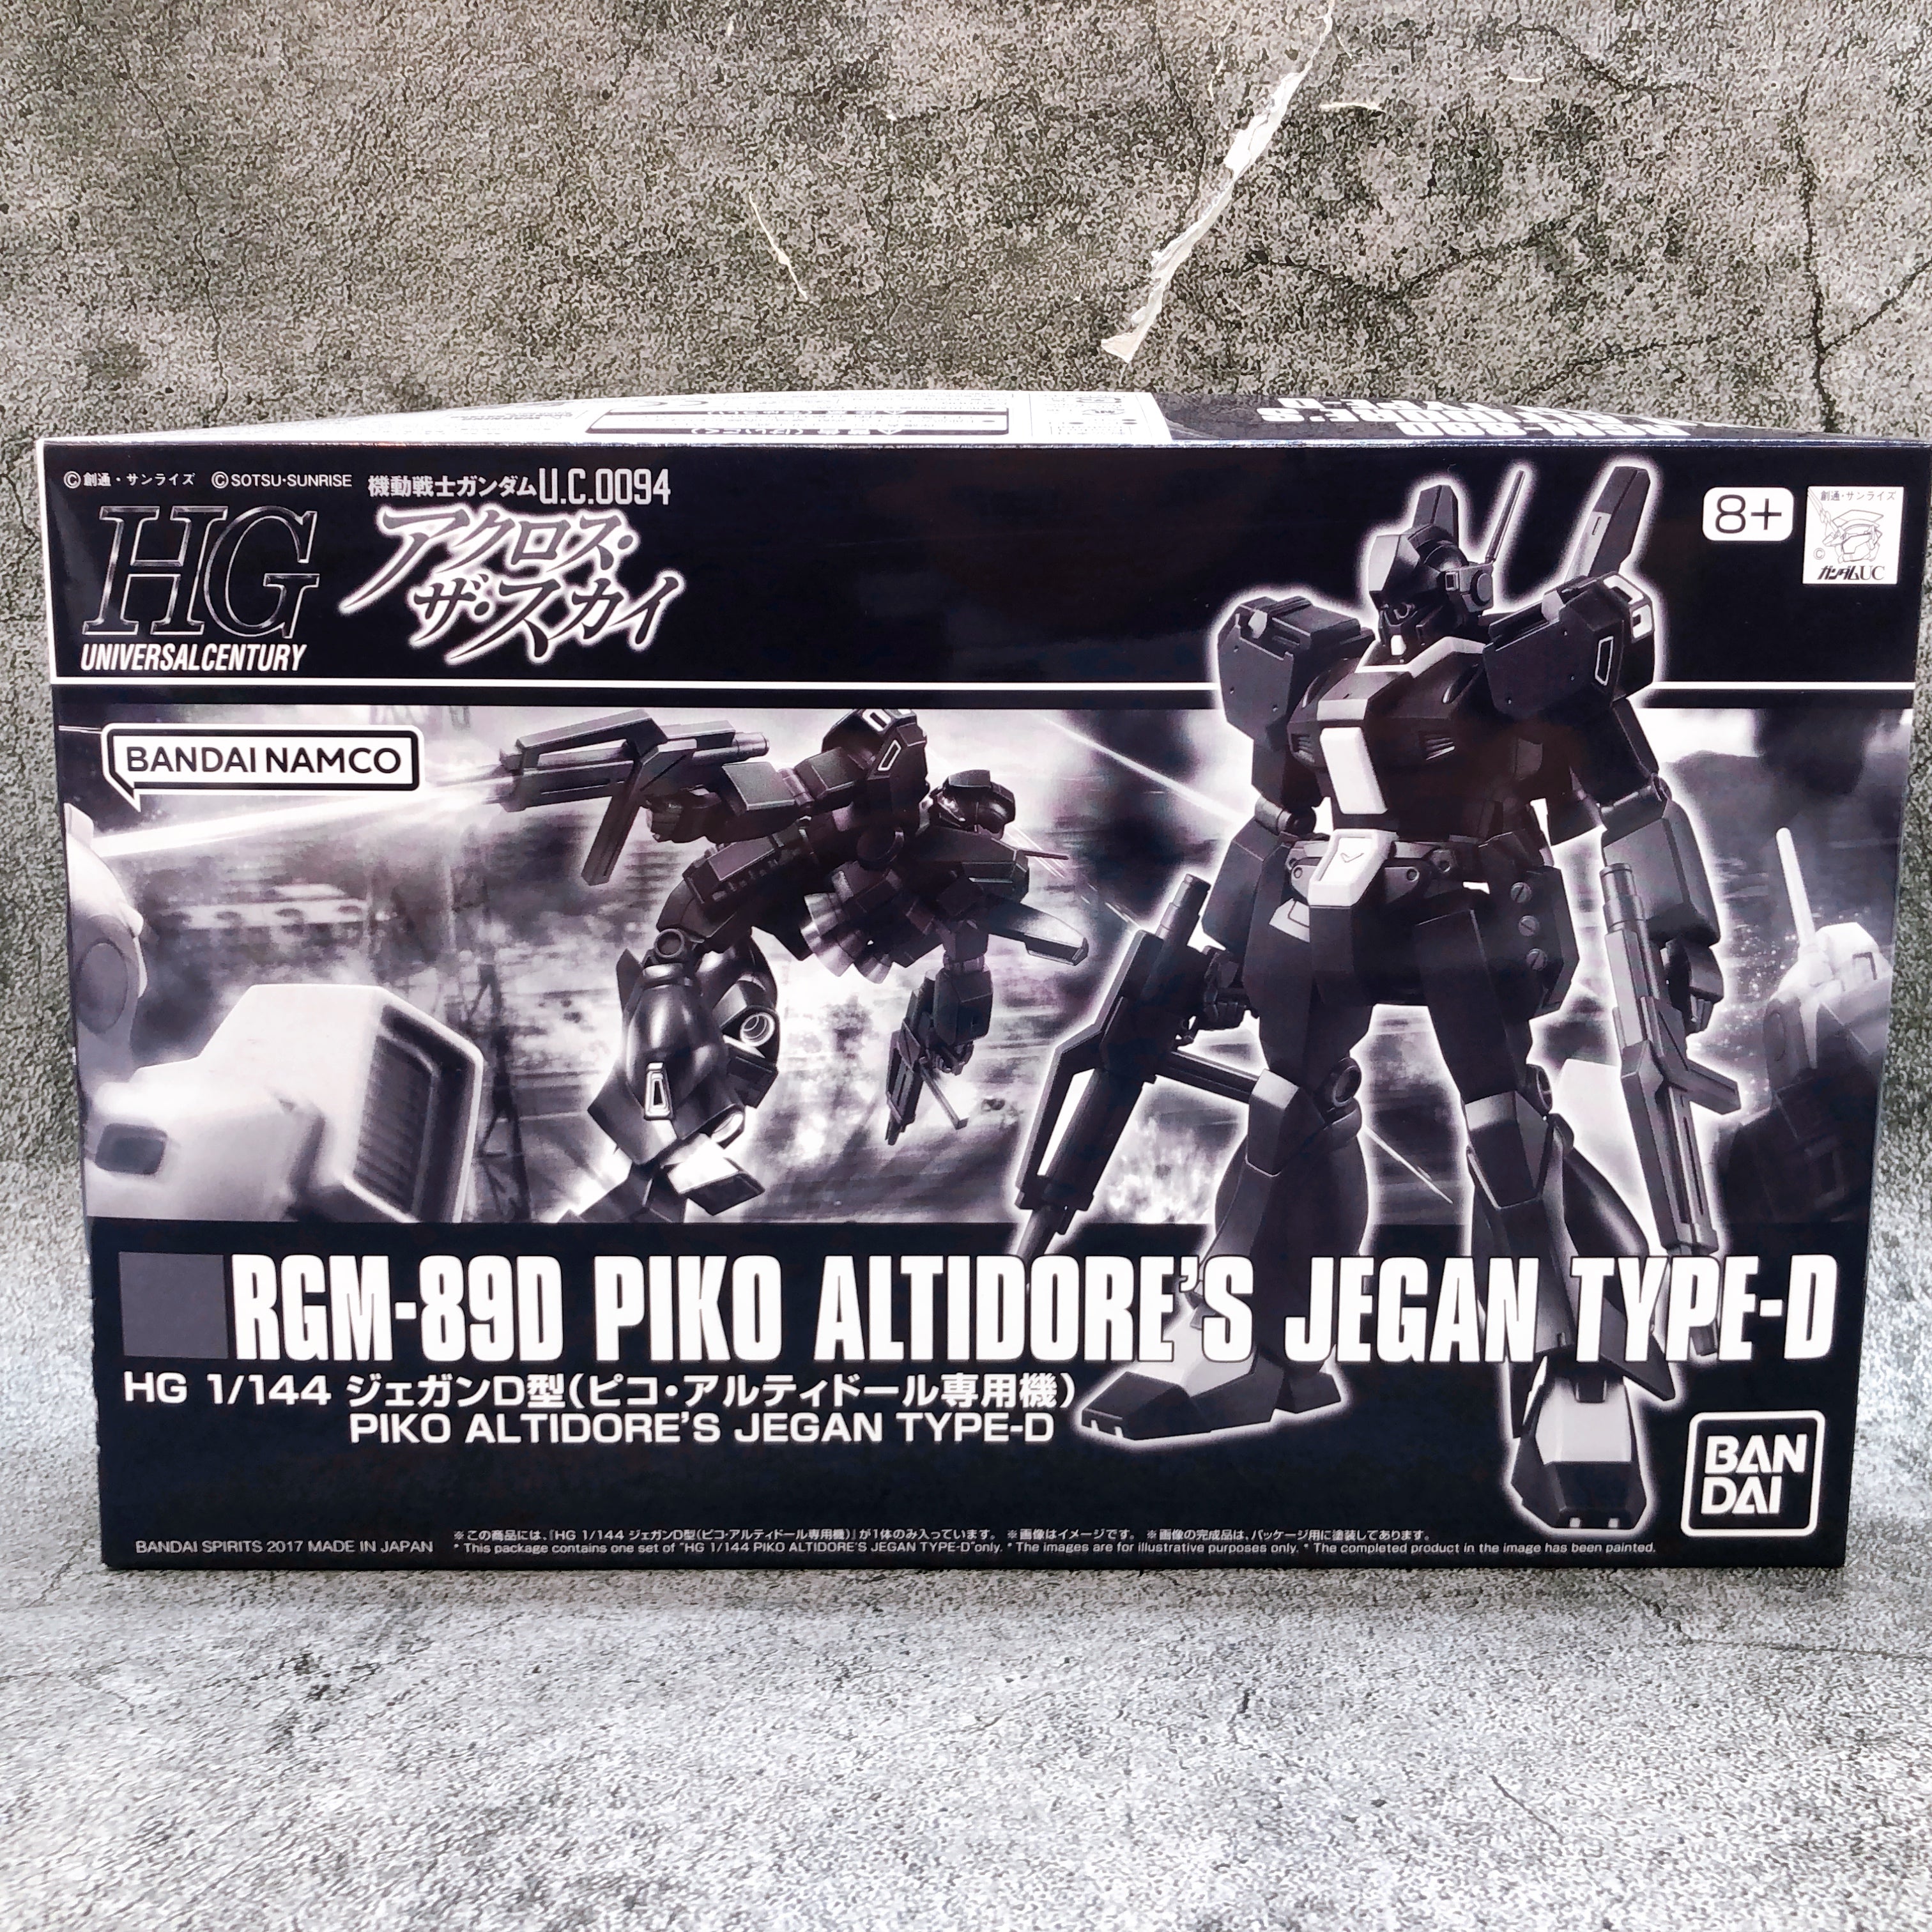 ©創通・サンライズ ©SOTSU・SUNRISE
機動戦士ガンダムU.C.0094
アクロス・
ザ・スカイ
HG
UNIVERSAL CENTURY
8+
創通・サンライズ
©
ガンダムUC
BANDAI NAMCO
RGM-89D PIKO ALTIDORE'S JEGAN TYPE-D
HG 1/144 ジェガンD型(ピコ・アルティドール専用機)
PIKO ALTIDORE'S JEGAN TYPE-D
BAN
DAI
※この商品には、『HG 1/144 ジェガンD型(ピコ・アルティドール専用機)』が1体のみ入っています。 ※画像はイメージです。 ※画像の完成品は、パッケージ用に塗装してあります。
BANDAI SPIRITS 2017 MADE IN JAPAN
* This package contains one set of "HG 1/144 PIKO ALTIDORE'S JEGAN TYPE-D" only. * The images are for illustrative purposes only. * The completed product in the image has been painted.